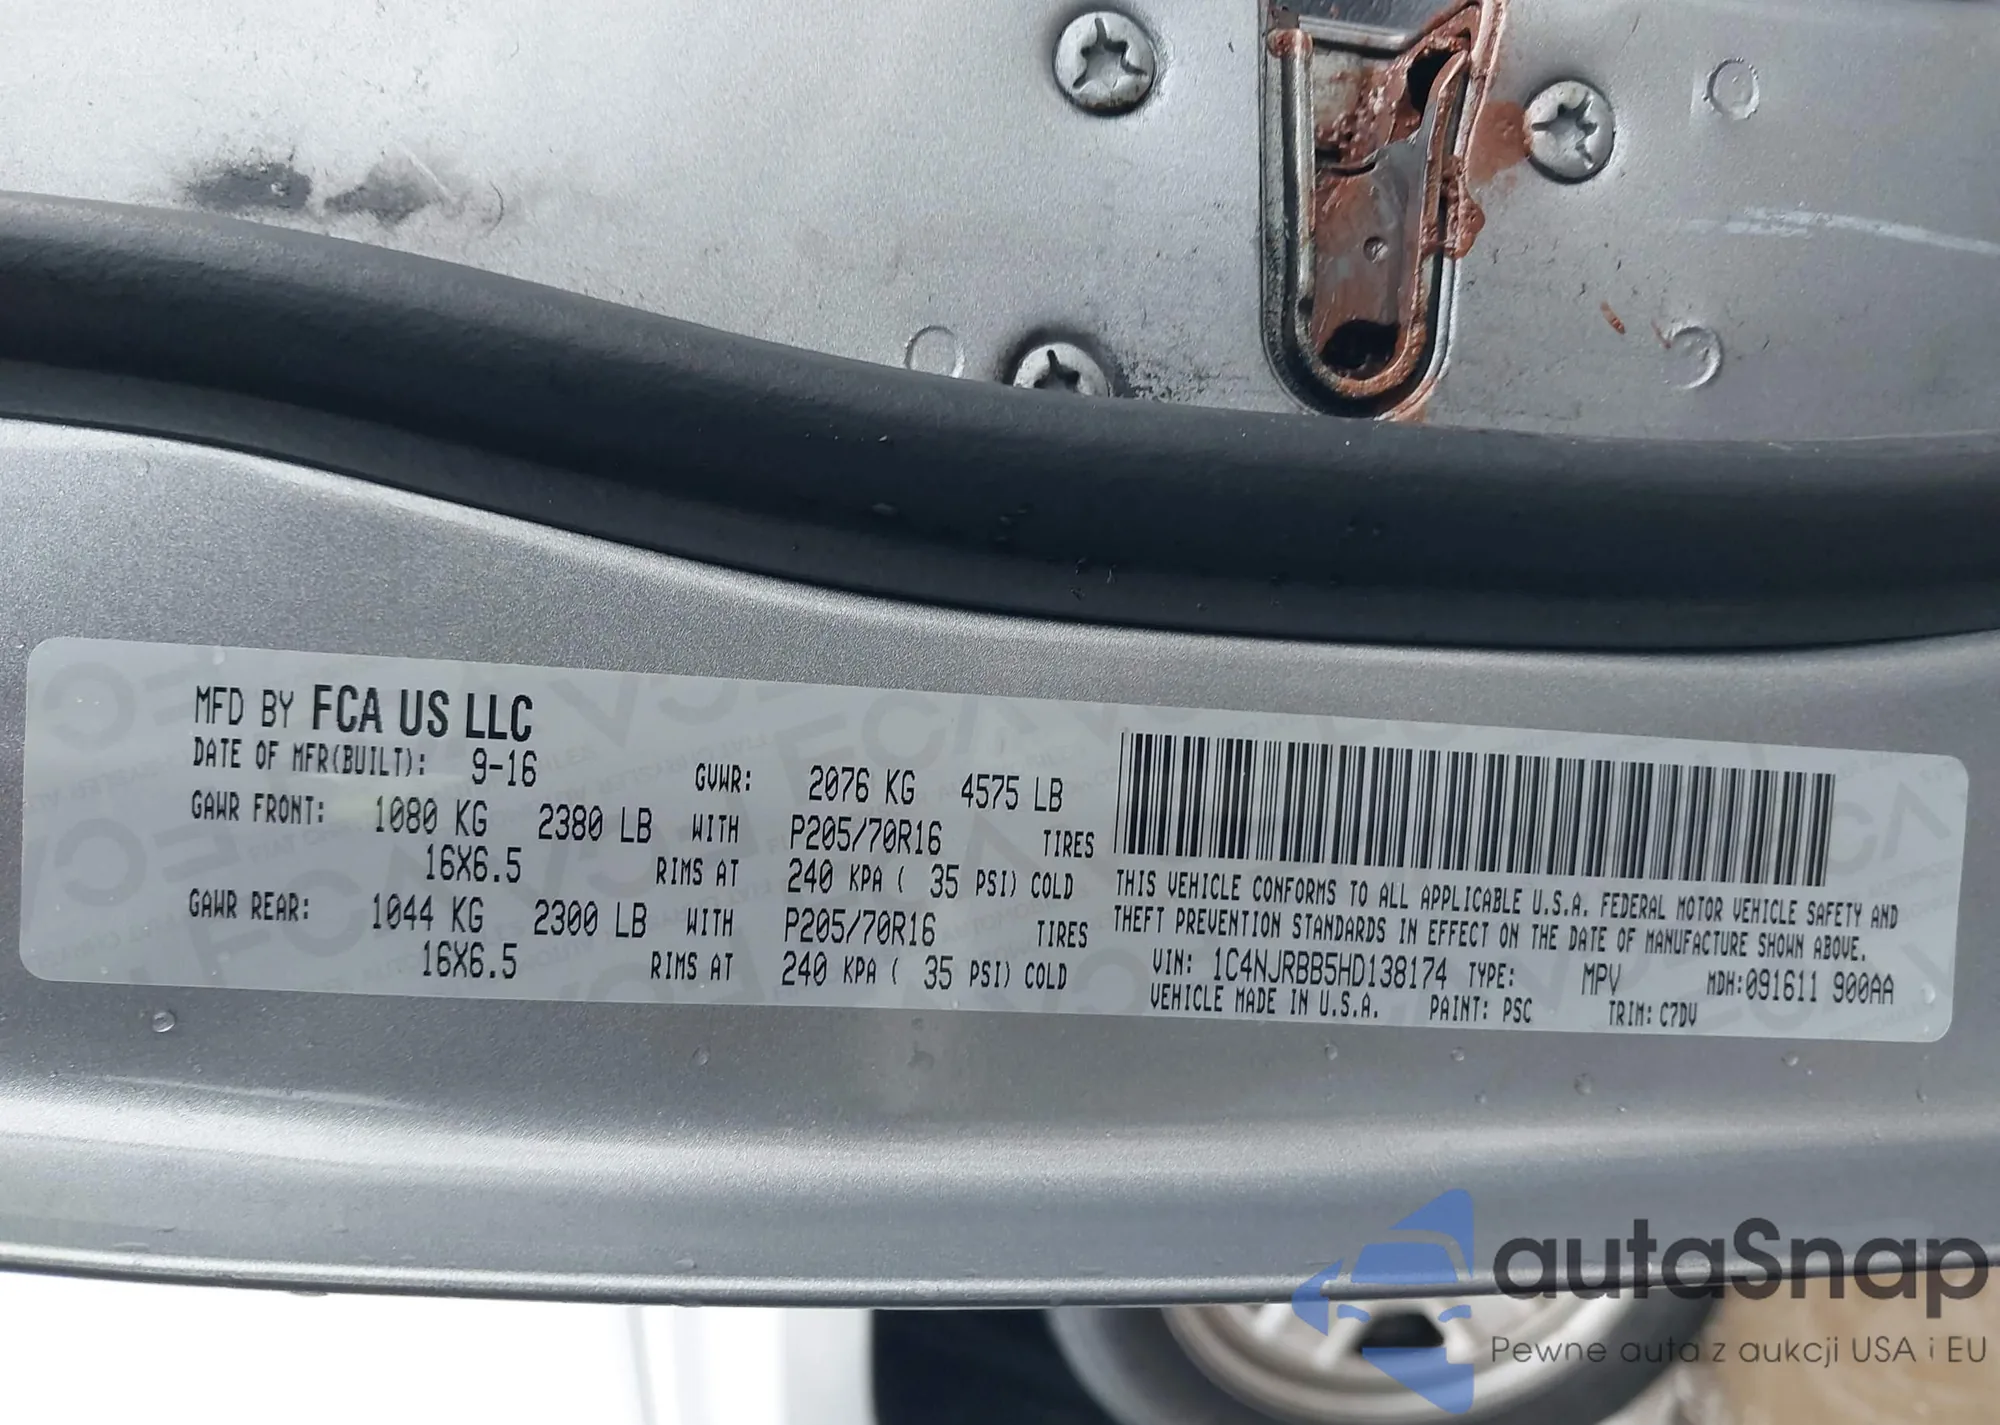 MFD BY FCA US LLC
DATE OF MFR(BUILT): 9-16 GVWR: 2076 KG 4575 LB
GAWR FRONT: 1080 KG 2380 LB WITH P205/70R16 TIRES
16X6.5 RIMS AT 240 KPA ( 35 PSI) COLD
GAWR REAR: 1044 KG 2300 LB WITH P205/70R16 TIRES
16X6.5 RIMS AT 240 KPA ( 35 PSI) COLD
THIS VEHICLE CONFORMS TO ALL APPLICABLE U.S.A. FEDERAL MOTOR VEHICLE SAFETY AND
THEFT PREVENTION STANDARDS IN EFFECT ON THE DATE OF MANUFACTURE SHOWN ABOVE.
VIN: 1C4NJRBB5HD138174 TYPE: MPV MDH:091611 900AA
VEHICLE MADE IN U.S.A. PAINT: PSC TRIM: C7DV
autaSnap
Pewne auta z aukcji USA i EU